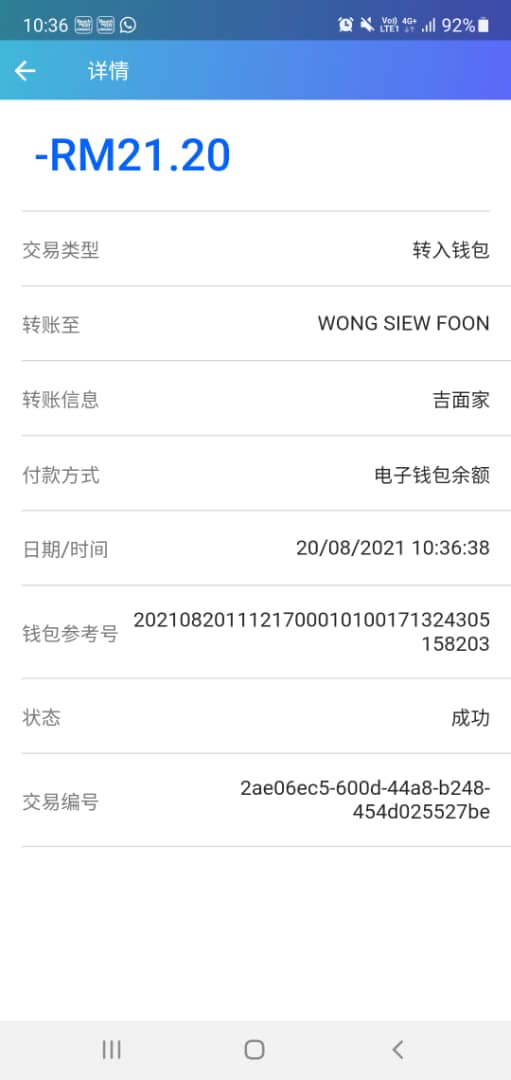 10:36
VoLTE1 4G+ 92%
详情
-RM21.20
交易类型 转入钱包
转账至 WONG SIEW FOON
转账信息 吉面家
付款方式 电子钱包余额
日期/时间 20/08/2021 10:36:38
钱包参考号 20210820111217000010100171324305
158203
状态 成功
交易编号 2ae06ec5-600d-44a8-b248-
454d025527be